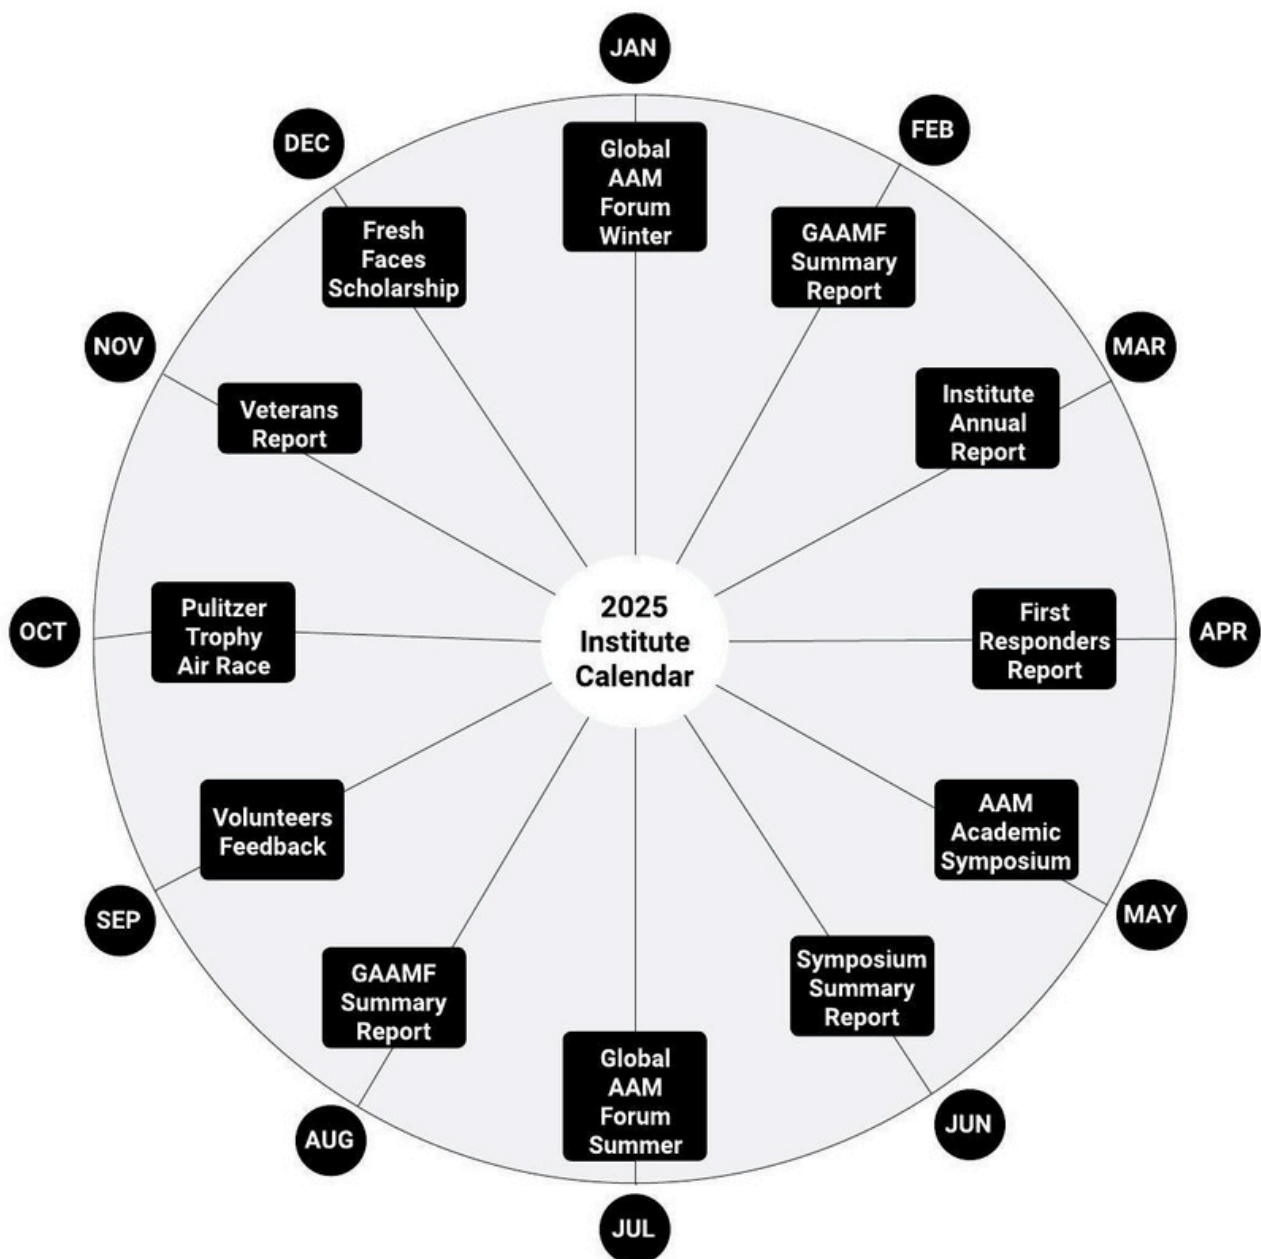 JAN
Global
AAM
Forum
Winter
FEB
GAAMF
Summary
Report
MAR
Institute
Annual
Report
APR
First
Responders
Report
MAY
AAM
Academic
Symposium
JUN
Symposium
Summary
Report
JUL
Global
AAM
Forum
Summer
AUG
GAAMF
Summary
Report
SEP
Volunteers
Feedback
OCT
Pulitzer
Trophy
Air Race
NOV
Veterans
Report
DEC
Fresh
Faces
Scholarship
2025
Institute
Calendar